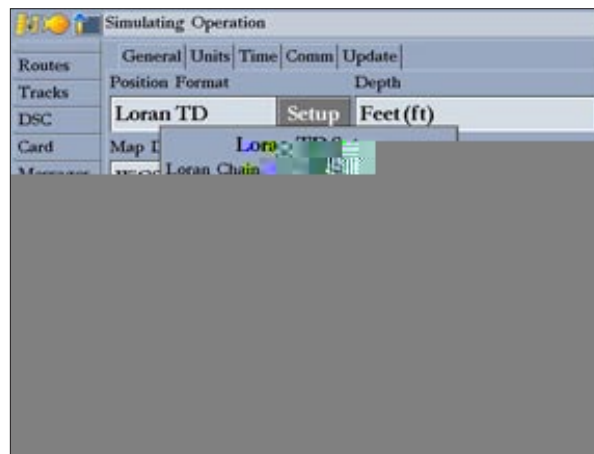 Simulating Operation
General Units Time Comm Update
Routes
Position Format Depth
Tracks
Loran TD Setup Feet (ft)
DSC
Card
Map
Loran Chain